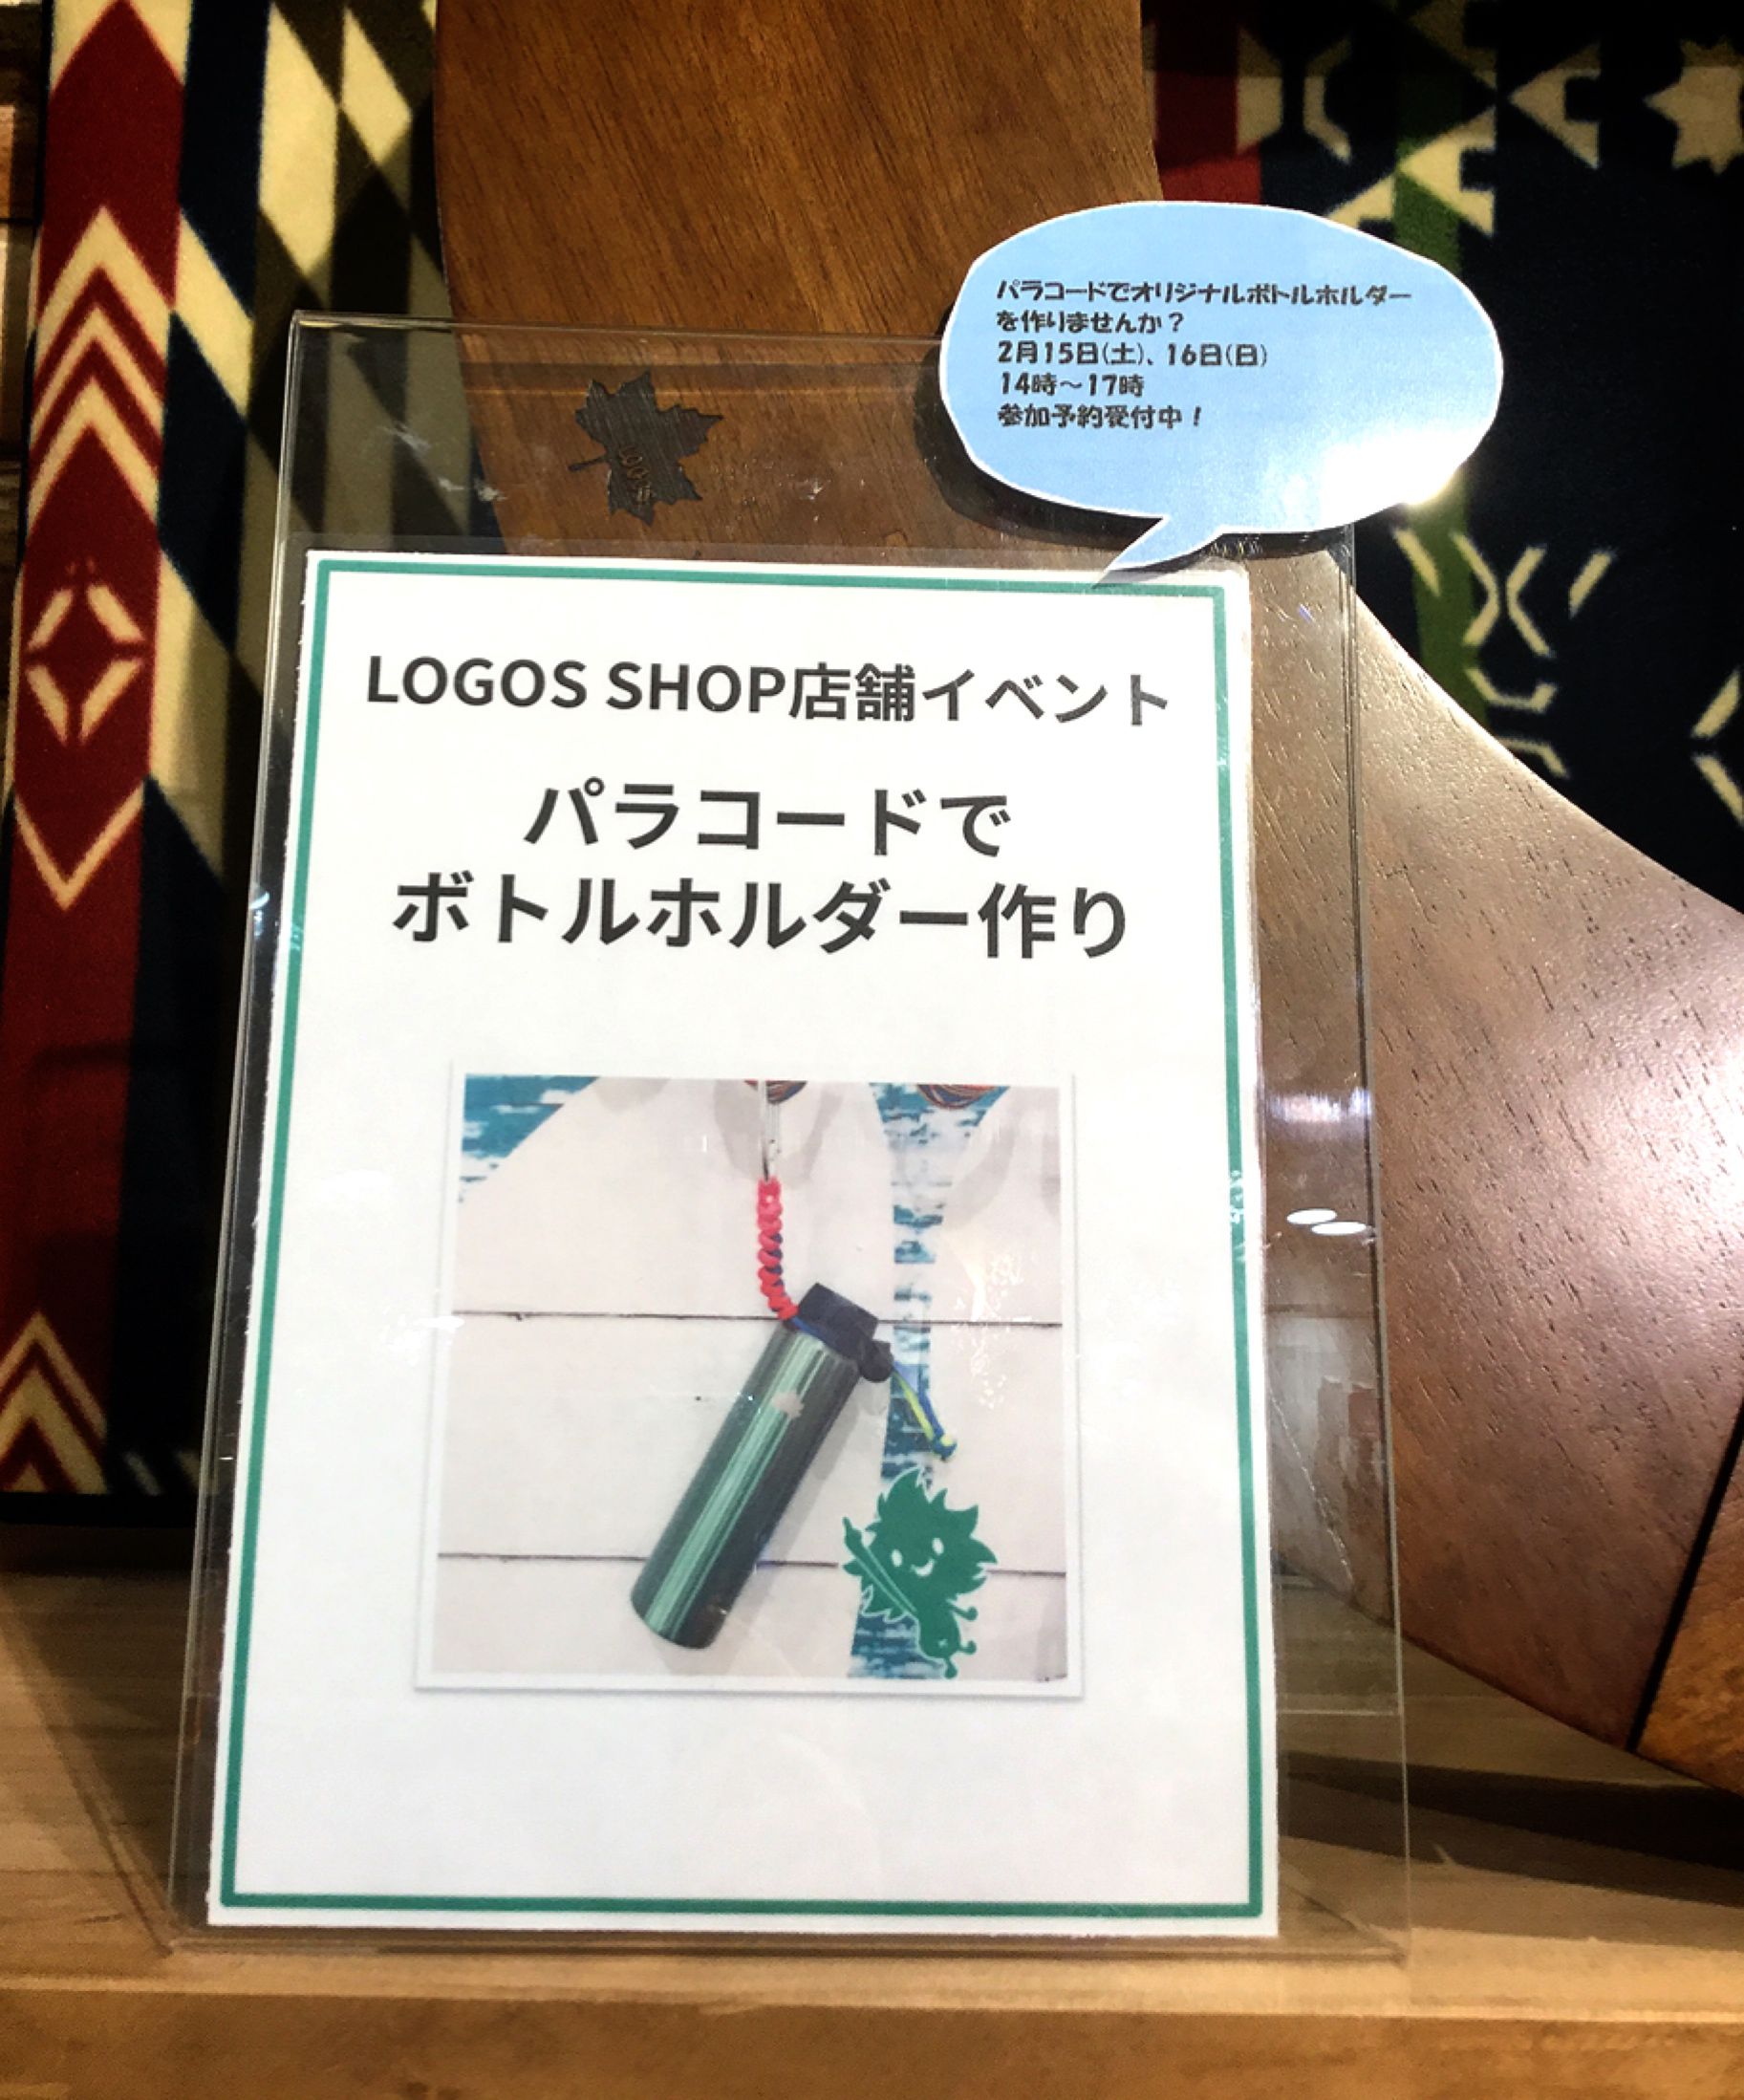 パラコードでオリジナルボトルホルダー
を作りませんか？
2月15日(土)、16日(日)
14時～17時
参加予約受付中！
LOGOS
LOGOS SHOP店舗イベント
パラコードで
ボトルホルダー作り